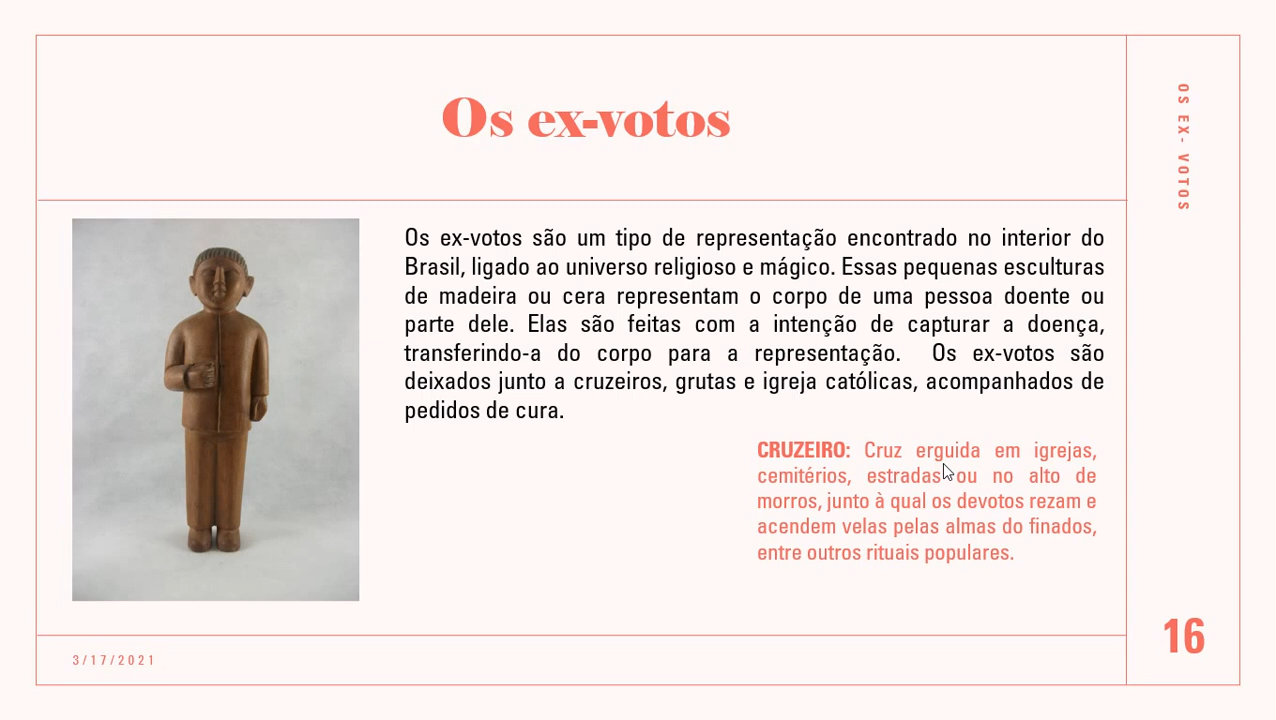 Os ex-votos
OS EX- VOTOS
Os ex-votos são um tipo de representação encontrado no interior do
Brasil, ligado ao universo religioso e mágico. Essas pequenas esculturas
de madeira ou cera representam o corpo de uma pessoa doente ou
parte dele. Elas são feitas com a intenção de capturar a doença,
transferindo-a do corpo para a representação.  Os ex-votos são
deixados junto a cruzeiros, grutas e igreja católicas, acompanhados de
pedidos de cura.
CRUZEIRO: Cruz erguida em igrejas,
cemitérios, estradas ou no alto de
morros, junto à qual os devotos rezam e
acendem velas pelas almas do finados,
entre outros rituais populares.
3/17/2021
16